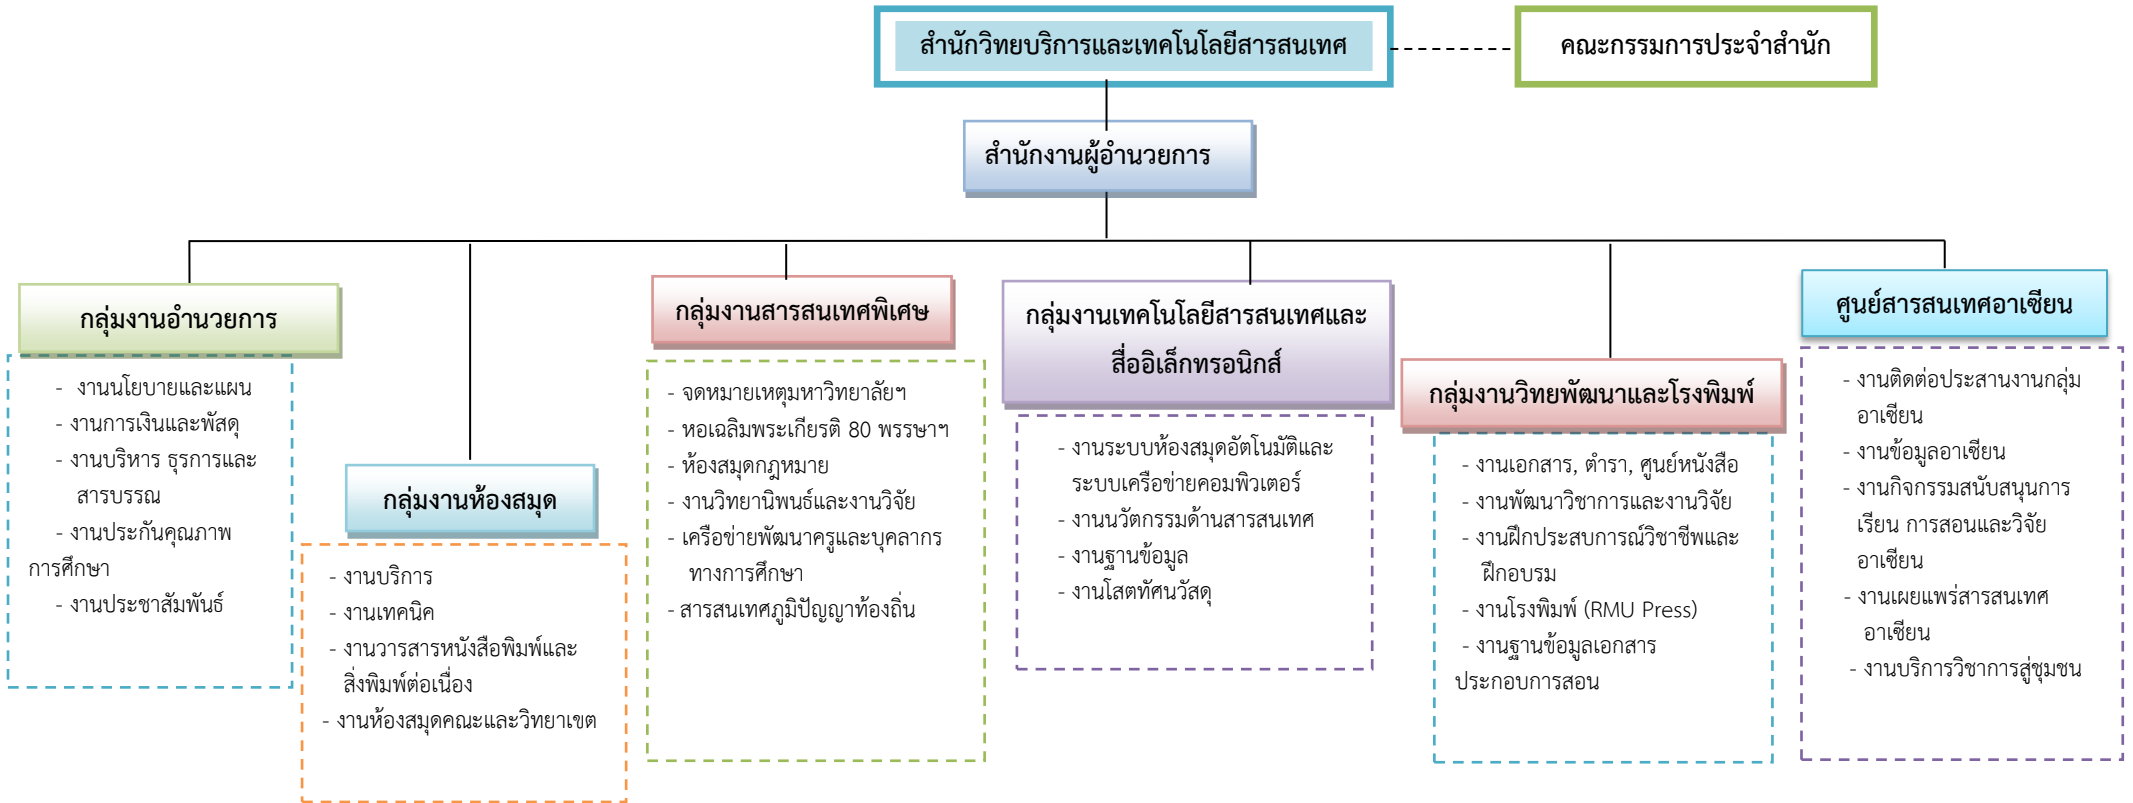 สำนักวิทยบริการและเทคโนโลยีสารสนเทศ
คณะกรรมการประจำสำนัก
สำนักงานผู้อำนวยการ
กลุ่มงานอำนวยการ
- งานนโยบายและแผน
- งานการเงินและพัสดุ
- งานบริหาร ธุรการและ
สารบรรณ
- งานประกันคุณภาพ
การศึกษา
- งานประชาสัมพันธ์
กลุ่มงานห้องสมุด
- งานบริการ
- งานเทคนิค
- งานวารสารหนังสือพิมพ์และ
สิ่งพิมพ์ต่อเนื่อง
- งานห้องสมุดคณะและวิทยาเขต
กลุ่มงานสารสนเทศพิเศษ
- จดหมายเหตุมหาวิทยาลัยฯ
- หอเฉลิมพระเกียรติ 80 พรรษาฯ
- ห้องสมุดกฎหมาย
- งานวิทยานิพนธ์และงานวิจัย
- เครือข่ายพัฒนาครูและบุคลากร
ทางการศึกษา
- สารสนเทศภูมิปัญญาท้องถิ่น
กลุ่มงานเทคโนโลยีสารสนเทศและ
สื่ออิเล็กทรอนิกส์
- งานระบบห้องสมุดอัตโนมัติและ
ระบบเครือข่ายคอมพิวเตอร์
- งานนวัตกรรมด้านสารสนเทศ
- งานฐานข้อมูล
- งานโสตทัศนวัสดุ
กลุ่มงานวิทยพัฒนาและโรงพิมพ์
- งานเอกสาร, ตำรา, ศูนย์หนังสือ
- งานพัฒนาวิชาการและงานวิจัย
- งานฝึกประสบการณ์วิชาชีพและ
ฝึกอบรม
- งานโรงพิมพ์ (RMU Press)
- งานฐานข้อมูลเอกสาร
ประกอบการสอน
ศูนย์สารสนเทศอาเซียน
- งานติดต่อประสานงานกลุ่ม
อาเซียน
- งานข้อมูลอาเซียน
- งานกิจกรรมสนับสนุนการ
เรียน การสอนและวิจัย
อาเซียน
- งานเผยแพร่สารสนเทศ
อาเซียน
- งานบริการวิชาการสู่ชุมชน